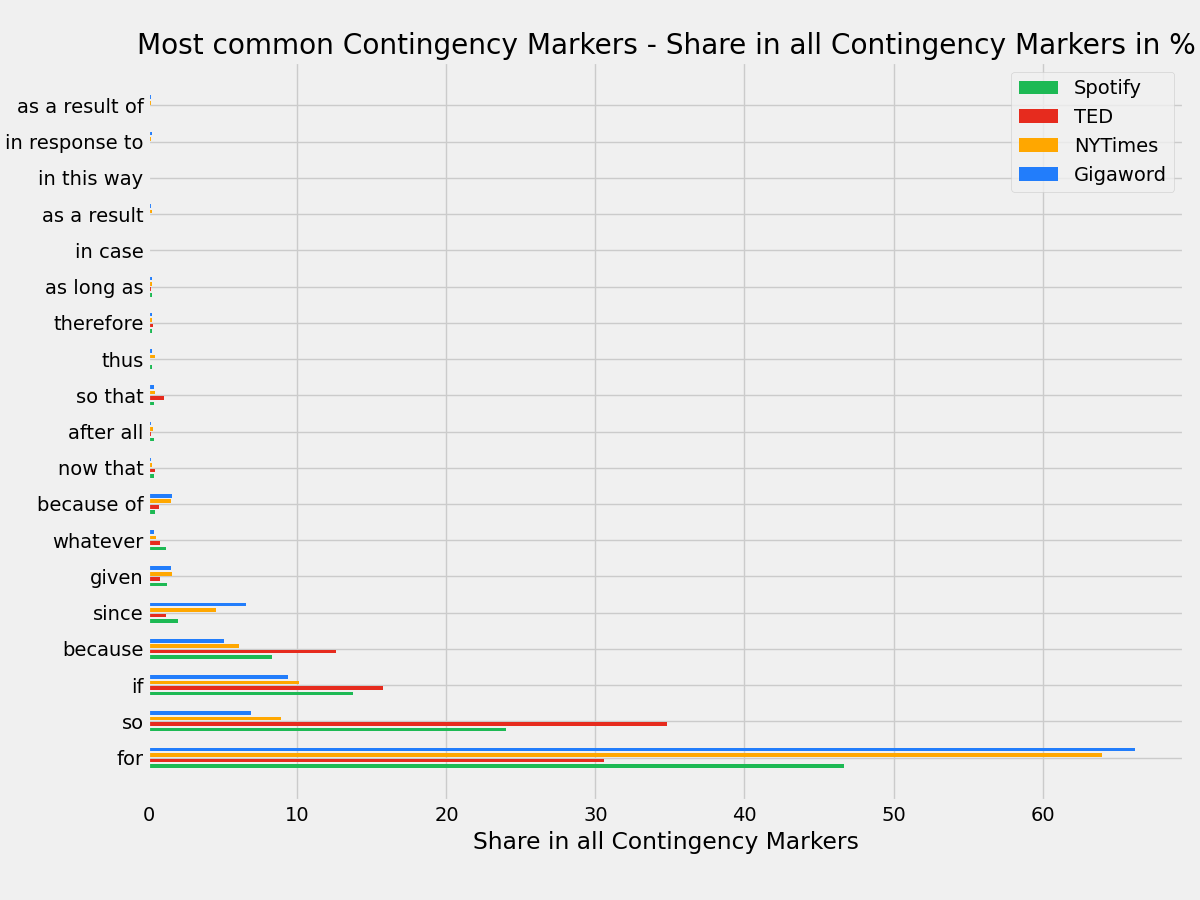 Most common Contingency Markers - Share in all Contingency Markers in %
Spotify
TED
NYTimes
Gigaword
as a result of
in response to
in this way
as a result
in case
as long as
therefore
thus
so that
after all
now that
because of
whatever
given
since
because
if
so
for
0 10 20 30 40 50 60
Share in all Contingency Markers